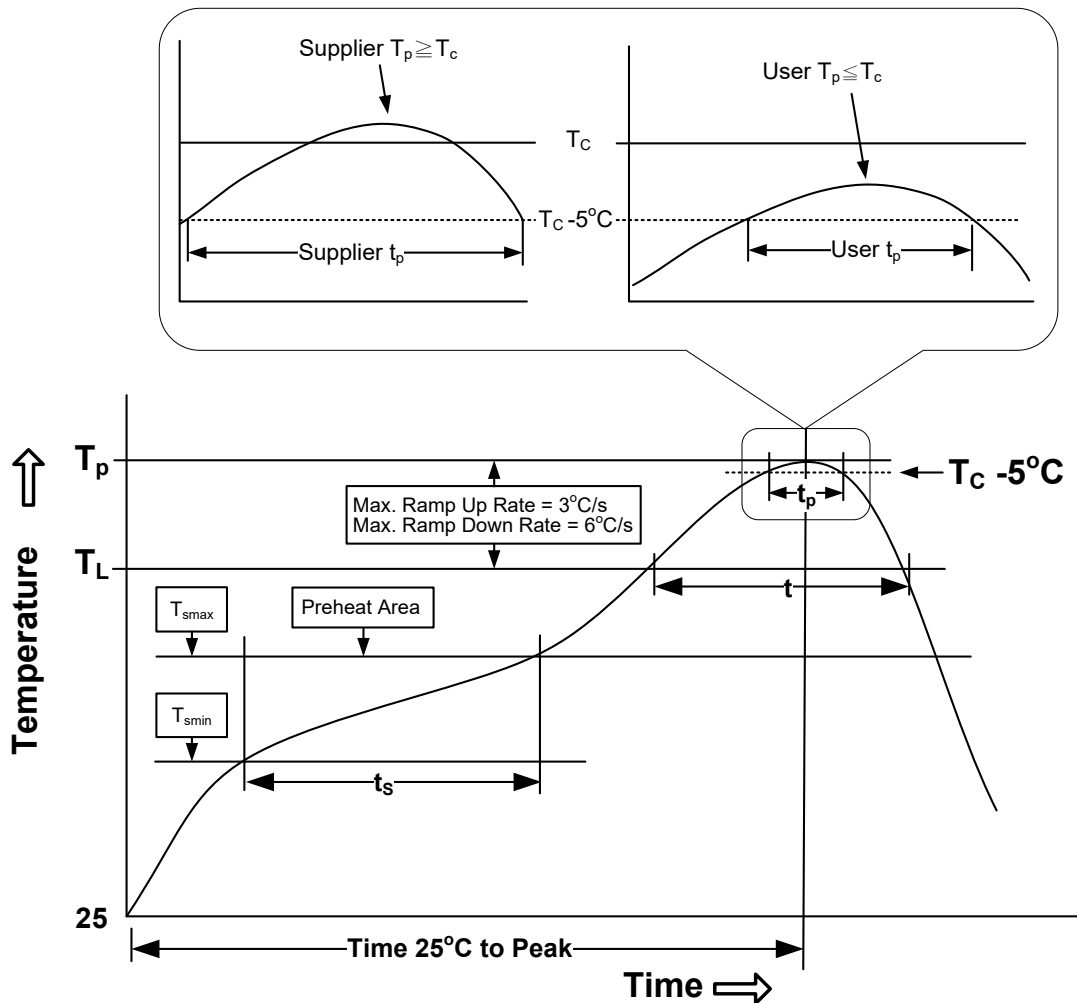 Supplier Tp≧Tc
User Tp≦Tc
TC
TC -5°C
Supplier tp
User tp
Tp
TC -5°C
tp
Max. Ramp Up Rate = 3°C/s
Max. Ramp Down Rate = 6°C/s
TL
t
Tsmax
Preheat Area
Tsmin
ts
Temperature
25
Time 25°C to Peak
Time